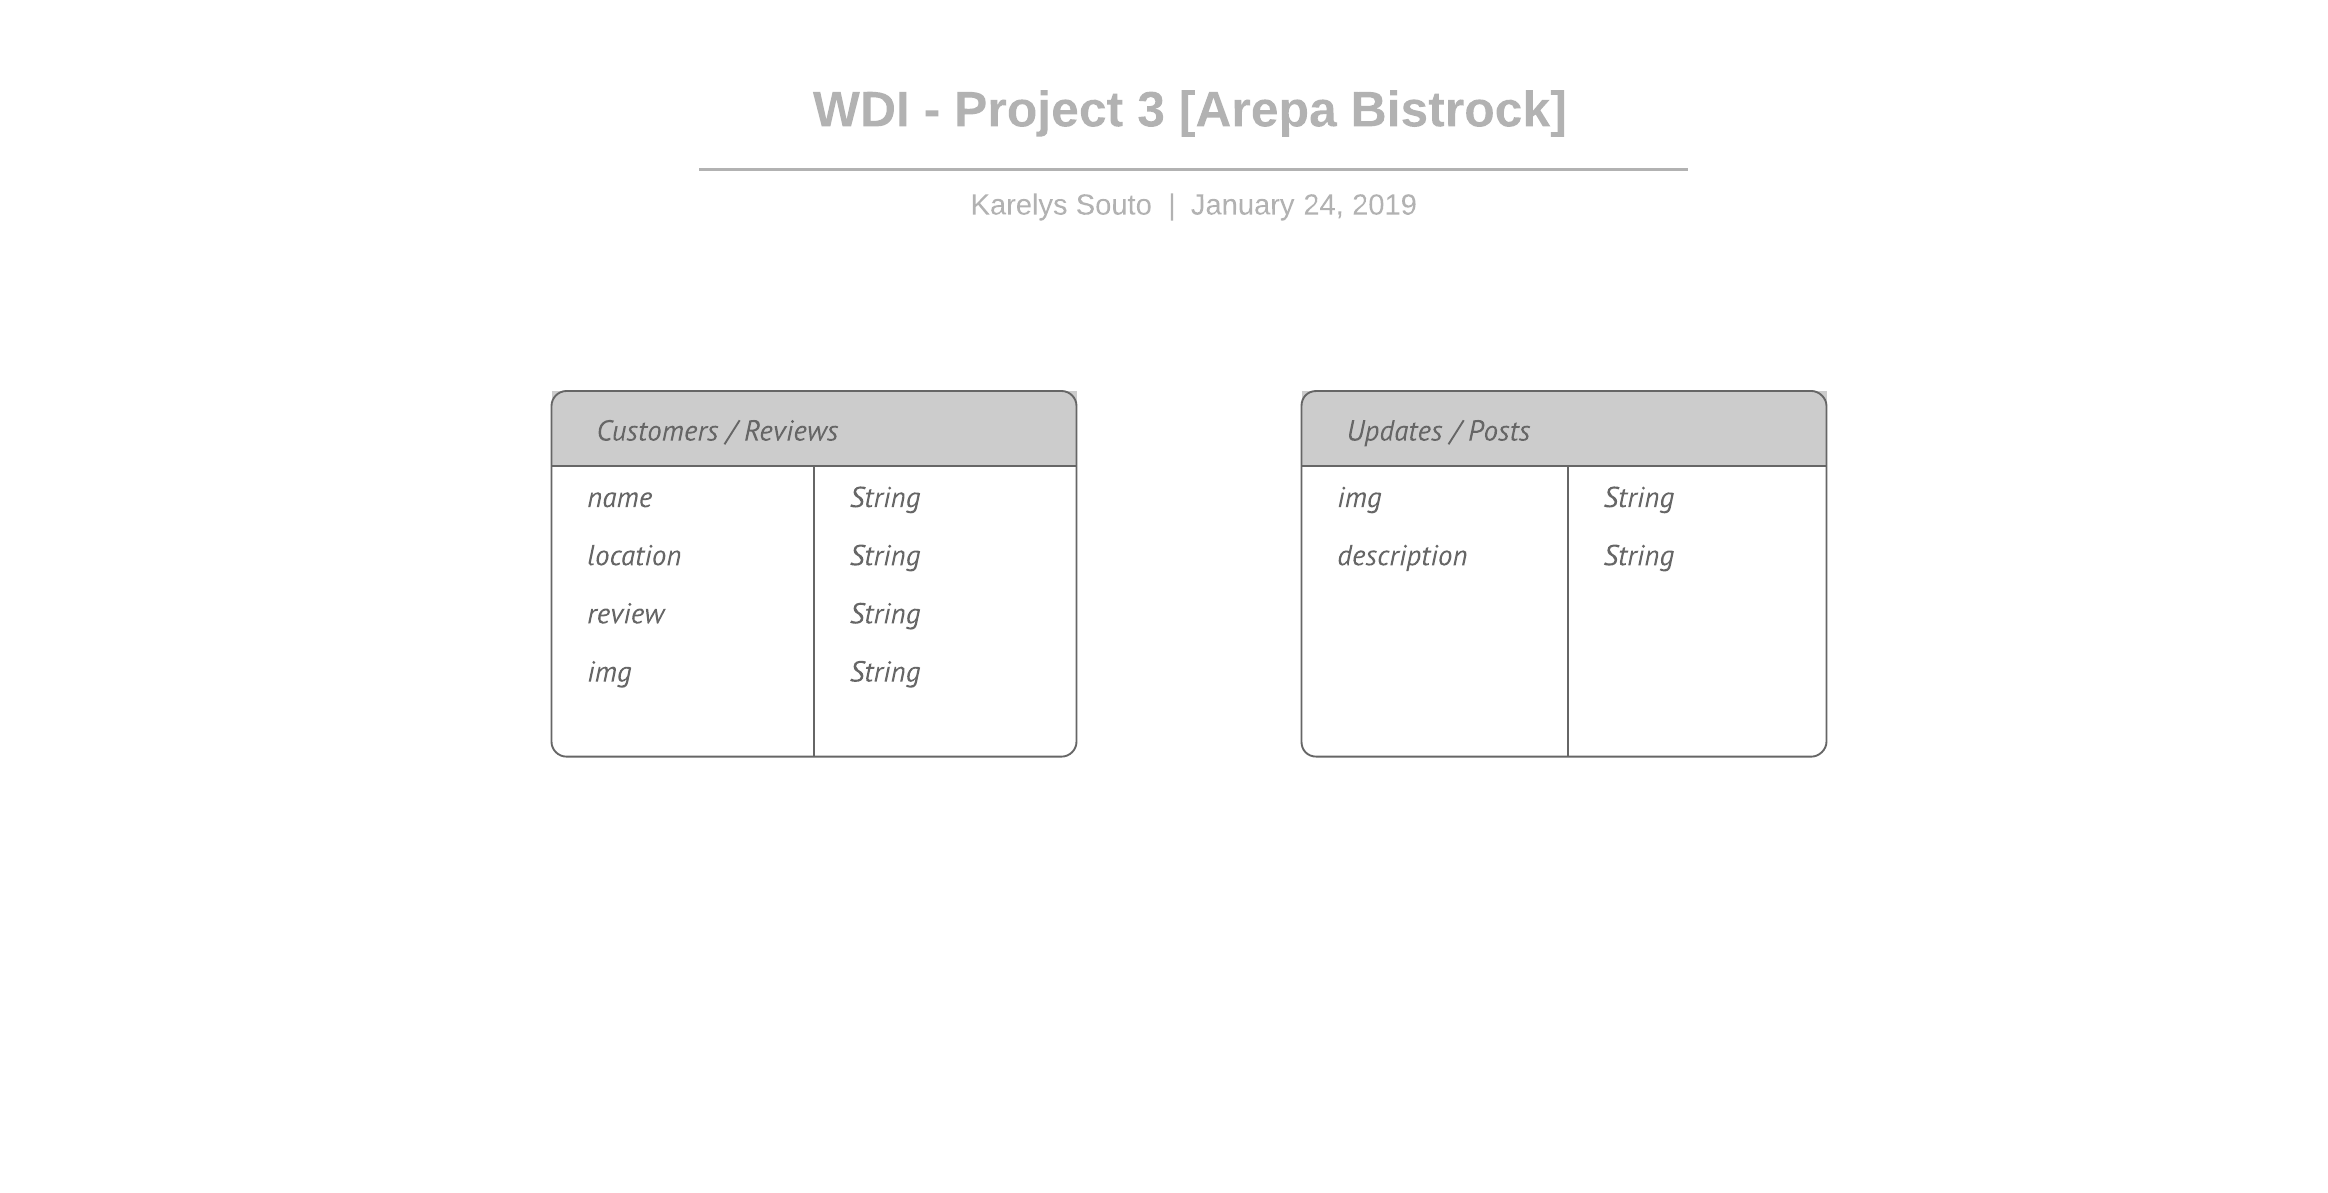 WDI - Project 3 [Arepa Bistrock]
Karelys Souto | January 24, 2019
Customers / Reviews
name String
location String
review String
img String
Updates / Posts
img String
description String